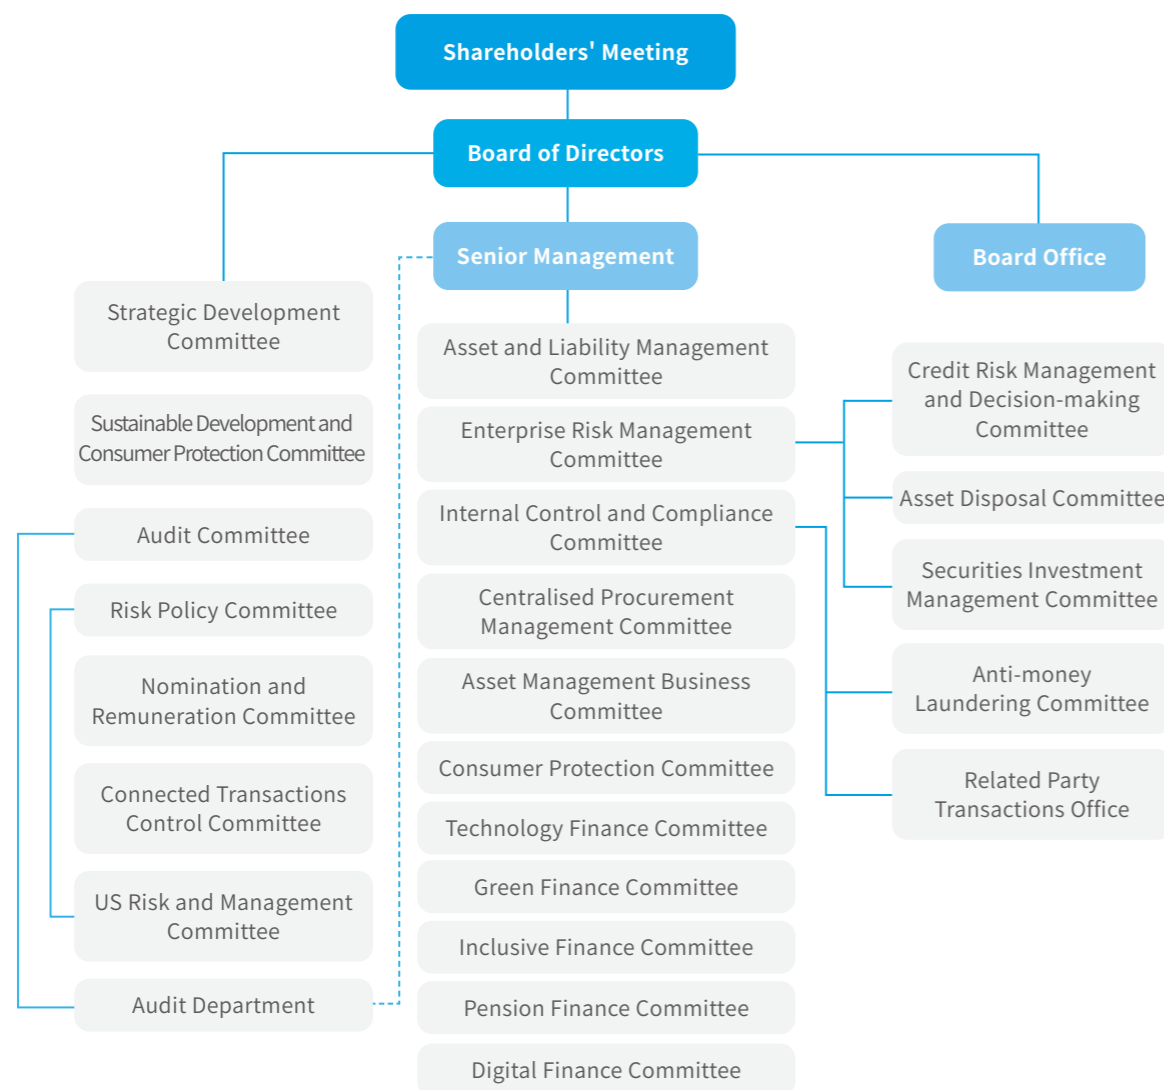 Shareholders' Meeting
Board of Directors
Senior Management
Board Office
Strategic Development
Committee
Sustainable Development and
Consumer Protection Committee
Audit Committee
Risk Policy Committee
Nomination and
Remuneration Committee
Connected Transactions
Control Committee
US Risk and Management
Committee
Audit Department
Asset and Liability Management
Committee
Enterprise Risk Management
Committee
Internal Control and Compliance
Committee
Centralised Procurement
Management Committee
Asset Management Business
Committee
Consumer Protection Committee
Technology Finance Committee
Green Finance Committee
Inclusive Finance Committee
Pension Finance Committee
Digital Finance Committee
Credit Risk Management
and Decision-making
Committee
Asset Disposal Committee
Securities Investment
Management Committee
Anti-money
Laundering Committee
Related Party
Transactions Office